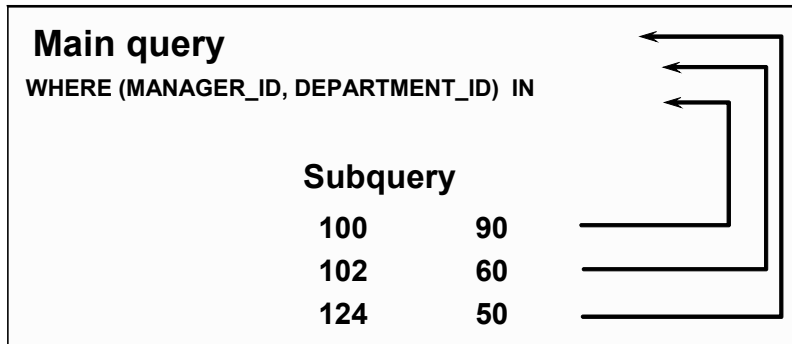 Main query
WHERE (MANAGER_ID, DEPARTMENT_ID) IN
Subquery
100 90
102 60
124 50